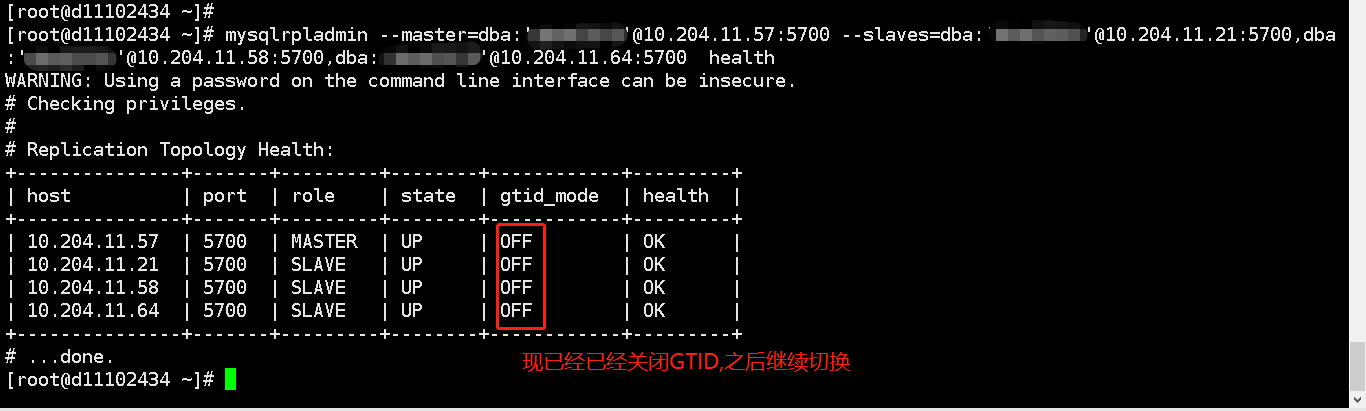 [root@d11102434 ~]#
[root@d11102434 ~]# mysqlrpladmin --master=dba:' '@10.204.11.57:5700 --slaves=dba:' '@10.204.11.21:5700,dba
:' '@10.204.11.58:5700,dba: '@10.204.11.64:5700  health
WARNING: Using a password on the command line interface can be insecure.
# Checking privileges.
#
# Replication Topology Health:
+---------------+-------+---------+--------+------------+---------+
| host          | port  | role    | state  | gtid_mode  | health  |
+---------------+-------+---------+--------+------------+---------+
| 10.204.11.57  | 5700  | MASTER  | UP     | OFF        | OK      |
| 10.204.11.21  | 5700  | SLAVE   | UP     | OFF        | OK      |
| 10.204.11.58  | 5700  | SLAVE   | UP     | OFF        | OK      |
| 10.204.11.64  | 5700  | SLAVE   | UP     | OFF        | OK      |
+---------------+-------+---------+--------+------------+---------+
# ...done.
现已经已经关闭GTID,之后继续切换
[root@d11102434 ~]#